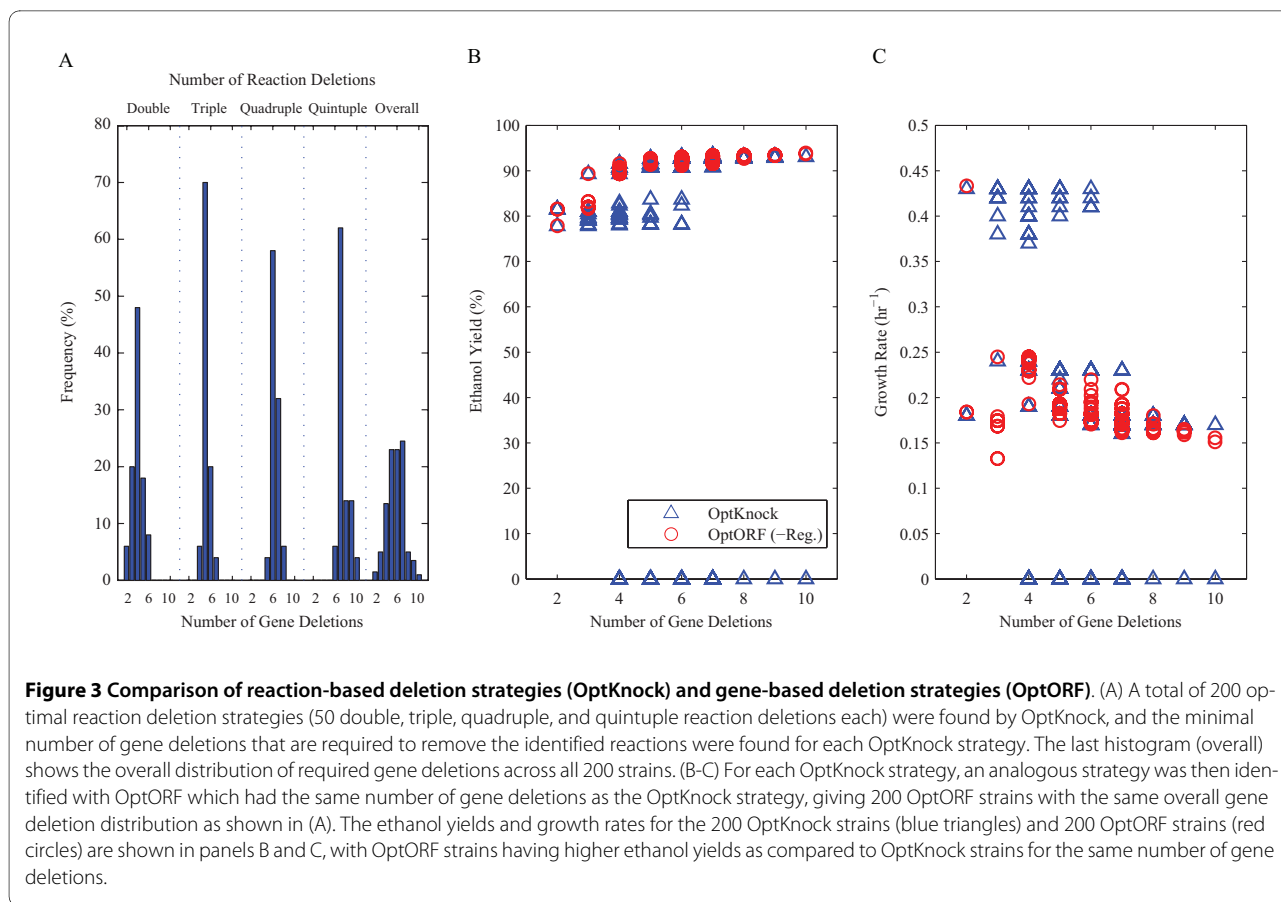 A
B
C
Number of Reaction Deletions
Double Triple Quadruple Quintuple Overall
80
70
60
50
40
30
20
10
0
Frequency (%)
2 6 10 2 6 10 2 6 10 2 6 10 2 6 10
Number of Gene Deletions
100
90
80
70
60
50
40
30
20
10
0
Ethanol Yield (%)
OptKnock
OptORF (−Reg.)
2 4 6 8 10
Number of Gene Deletions
0.5
0.45
0.4
0.35
0.3
0.25
0.2
0.15
0.1
0.05
0
Growth Rate (hr⁻¹)
2 4 6 8 10
Number of Gene Deletions
Figure 3 Comparison of reaction-based deletion strategies (OptKnock) and gene-based deletion strategies (OptORF). (A) A total of 200 op-
timal reaction deletion strategies (50 double, triple, quadruple, and quintuple reaction deletions each) were found by OptKnock, and the minimal
number of gene deletions that are required to remove the identified reactions were found for each OptKnock strategy. The last histogram (overall)
shows the overall distribution of required gene deletions across all 200 strains. (B-C) For each OptKnock strategy, an analogous strategy was then iden-
tified with OptORF which had the same number of gene deletions as the OptKnock strategy, giving 200 OptORF strains with the same overall gene
deletion distribution as shown in (A). The ethanol yields and growth rates for the 200 OptKnock strains (blue triangles) and 200 OptORF strains (red
circles) are shown in panels B and C, with OptORF strains having higher ethanol yields as compared to OptKnock strains for the same number of gene
deletions.